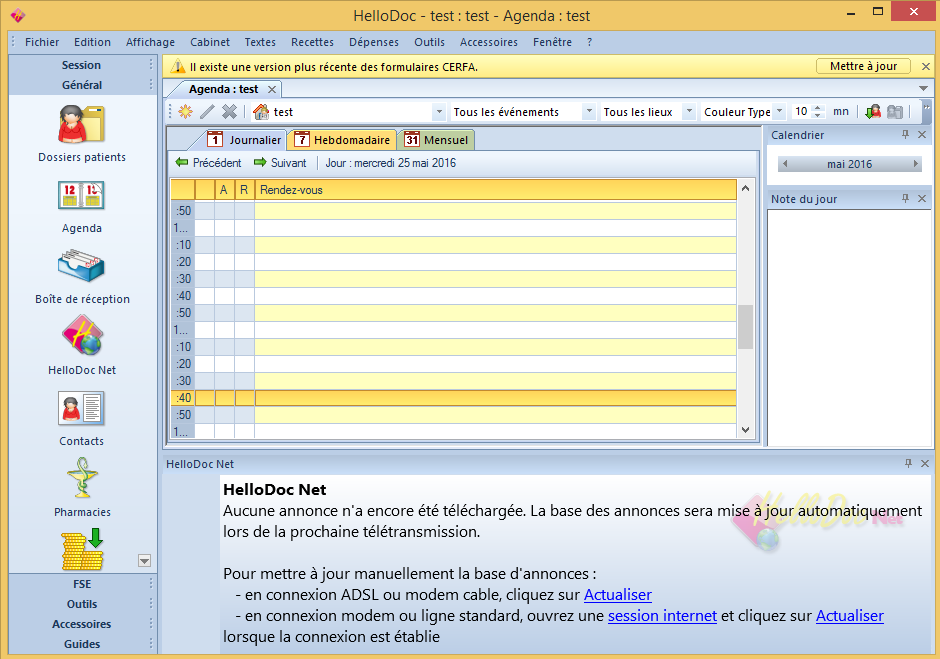 HelloDoc - test : test - Agenda : test
Fichier Edition Affichage Cabinet Textes Recettes Dépenses Outils Accessoires Fenêtre ?
Session
Général
Dossiers patients
12 13
Agenda
Boîte de réception
HelloDoc Net
Contacts
Pharmacies
FSE
Outils
Accessoires
Guides
Il existe une version plus récente des formulaires CERFA.
Mettre à jour
Agenda : test
test Tous les événements Tous les lieux Couleur Type 10 mn
1 Journalier 7 Hebdomadaire 31 Mensuel
Précédent Suivant Jour : mercredi 25 mai 2016
A R Rendez-vous
:50
1...
:10
:20
:30
:40
:50
1...
:10
:20
:30
:40
:50
1...
Calendrier
mai 2016
Note du jour
HelloDoc Net
HelloDoc Net
HelloDoc Net
Aucune annonce n'a encore été téléchargée. La base des annonces sera mise à jour automatiquement
lors de la prochaine télétransmission.
Pour mettre à jour manuellement la base d'annonces :
- en connexion ADSL ou modem cable, cliquez sur Actualiser
- en connexion modem ou ligne standard, ouvrez une session internet et cliquez sur Actualiser
lorsque la connexion est établie